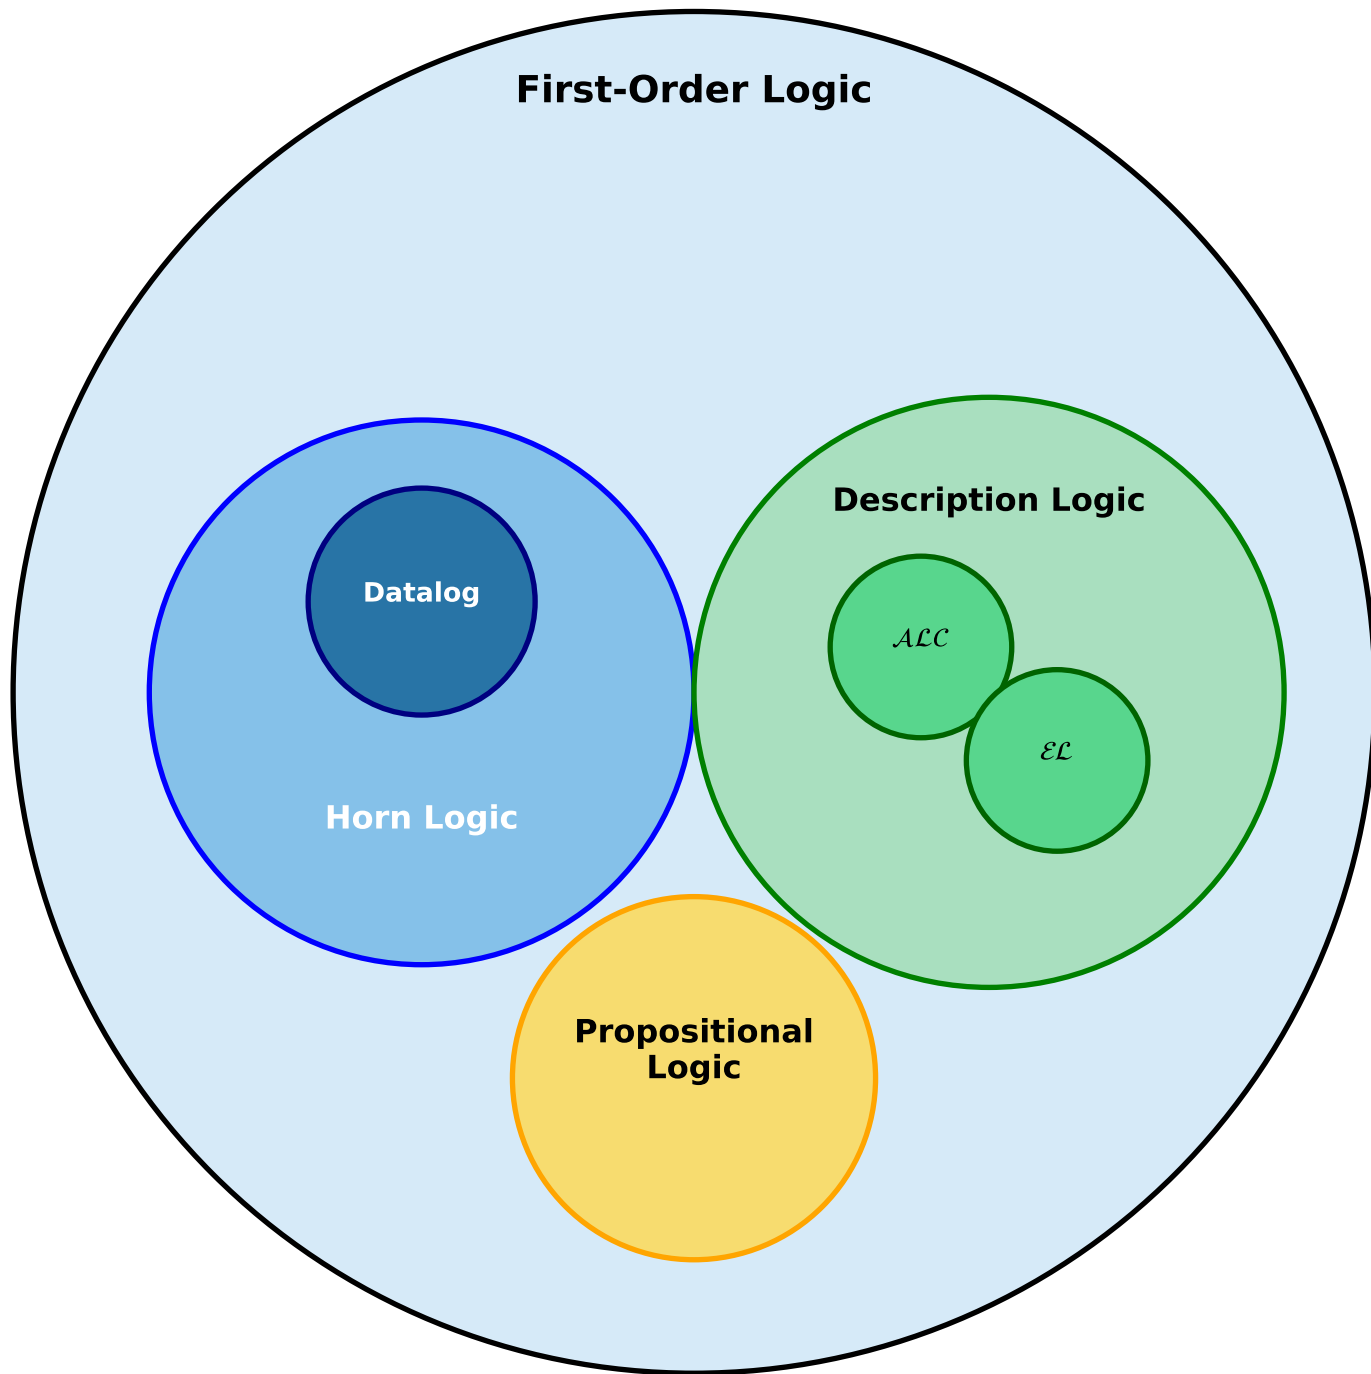 First-Order Logic
Description Logic
Datalog
𝒜ℒ𝒞
ℰℒ
Horn Logic
Propositional
Logic